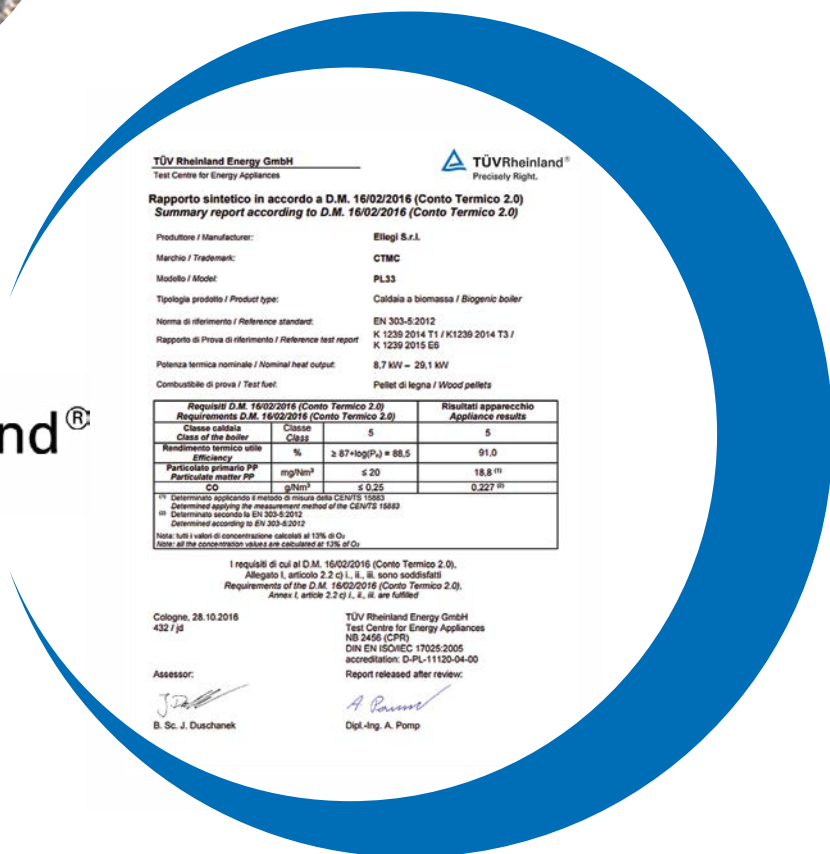 TÜV Rheinland Energy GmbH
Test Centre for Energy Appliances
TÜVRheinland®
Precisely Right.
Rapporto sintetico in accordo a D.M. 16/02/2016 (Conto Termico 2.0)
Summary report according to D.M. 16/02/2016 (Conto Termico 2.0)
Produttore / Manufacturer: Ellegi S.r.l.
Marchio / Trademark: CTMC
Modello / Model: PL33
Tipologia prodotto / Product type: Caldaia a biomassa / Biogenic boiler
Norma di riferimento / Reference standard: EN 303-5:2012
Rapporto di Prova di riferimento / Reference test report K 1239 2014 T1 / K1239 2014 T3 /
K 1239 2015 E6
Potenza termica nominale / Nominal heat output: 8,7 kW – 29,1 kW
Combustibile di prova / Test fuel: Pellet di legna / Wood pellets
Requisiti D.M. 16/02/2016 (Conto Termico 2.0) Risultati apparecchio
Requirements D.M. 16/02/2016 (Conto Termico 2.0) Appliance results
Classe caldaia Classe 5 5
Class of the boiler Class
Rendimento termico utile % ≥ 87+log(Pₙ) = 88,5 91,0
Efficiency
Particolato primario PP mg/Nm³ ≤ 20 18,8 (1)
Particulate matter PP
CO g/Nm³ ≤ 0,25 0,227 (2)
(1) Determinato applicando il metodo di misura della CEN/TS 15883
Determined applying the measurement method of the CEN/TS 15883
(2) Determinato secondo la EN 303-5:2012
Determined according to EN 303-5:2012
Nota: tutti i valori di concentrazione calcolati al 13% di O₂
Note: all the concentration values are calculated at 13% of O₂
I requisiti di cui al D.M. 16/02/2016 (Conto Termico 2.0),
Allegato I, articolo 2.2 c) i., ii., iii. sono soddisfatti
Requirements of the D.M. 16/02/2016 (Conto Termico 2.0),
Annex I, article 2.2 c) i., ii., iii. are fulfilled
Cologne, 28.10.2016
432 / jd
TÜV Rheinland Energy GmbH
Test Centre for Energy Appliances
NB 2456 (CPR)
DIN EN ISO/IEC 17025:2005
accreditation: D-PL-11120-04-00
Assessor:
Report released after review:
B. Sc. J. Duschanek
Dipl.-Ing. A. Pomp
nd®